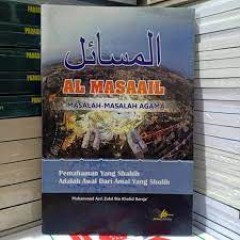 المسائل
AL MASAAIL
MASALAH-MASALAH AGAMA
Pemahaman Yang Shahih
Adalah Awal Dari Amal Yang Shalih